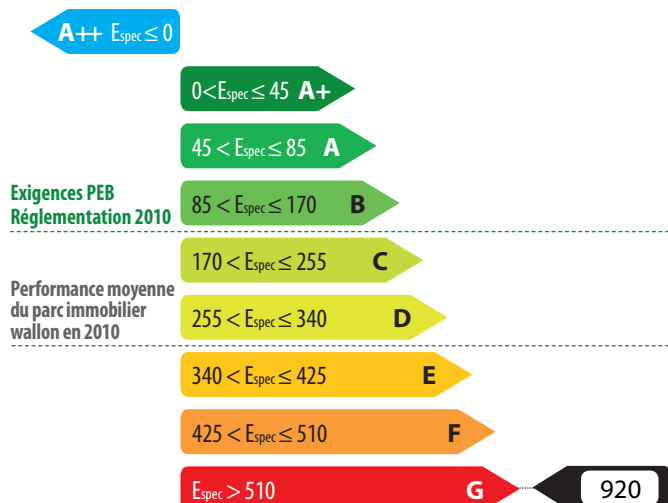 A++ Espec ≤ 0
0<Espec ≤ 45 A+
45 < Espec ≤ 85 A
Exigences PEB
Réglementation 2010
85 < Espec ≤ 170 B
170 < Espec ≤ 255 C
Performance moyenne
du parc immobilier
wallon en 2010
255 < Espec ≤ 340 D
340 < Espec ≤ 425 E
425 < Espec ≤ 510 F
Espec > 510 G 920